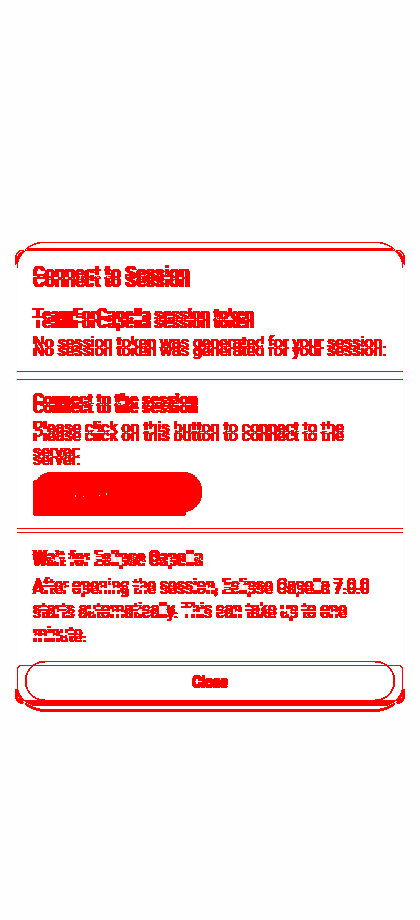 Connect to Session
TeamForCapella session token
No session token was generated for your session.
Connect to the session
Please click on this button to connect to the
server:
Wait for Eclipse Capella
After opening the session, Eclipse Capella 7.0.0
starts automatically. This can take up to one
minute.
Close